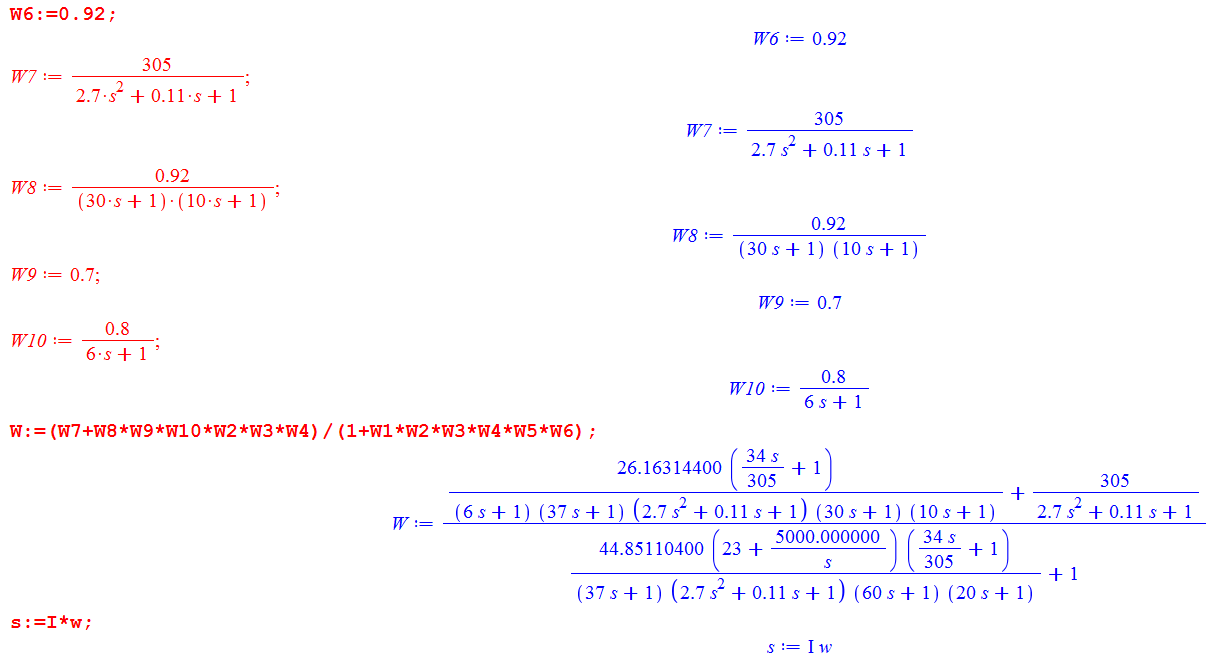 W6:=0.92;
W6 := 0.92
W7 := 305/(2.7·s^2 + 0.11·s + 1);
W7 := 305/(2.7 s^2 + 0.11 s + 1)
W8 := 0.92/((30·s + 1)·(10·s + 1));
W8 := 0.92/((30 s + 1) (10 s + 1))
W9 := 0.7;
W9 := 0.7
W10 := 0.8/(6·s + 1);
W10 := 0.8/(6 s + 1)
W:=(W7+W8*W9*W10*W2*W3*W4)/(1+W1*W2*W3*W4*W5*W6);
W := (26.16314400 (34 s/305 + 1)/((6 s + 1) (37 s + 1) (2.7 s^2 + 0.11 s + 1) (30 s + 1) (10 s + 1)) + 305/(2.7 s^2 + 0.11 s + 1))/(44.85110400 (23 + 5000.000000/s) (34 s/305 + 1)/((37 s + 1) (2.7 s^2 + 0.11 s + 1) (60 s + 1) (20 s + 1)) + 1)
s:=I*w;
s := I w